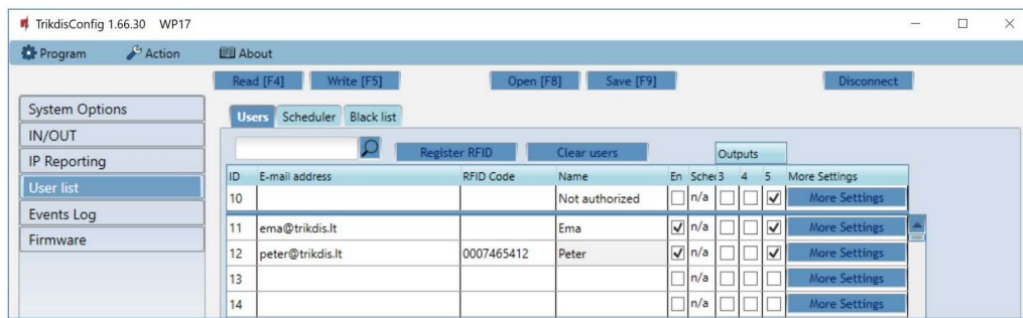 TrikdisConfig 1.66.30 WP17
Program Action About
Read [F4] Write [F5] Open [F8] Save [F9] Disconnect
System Options
IN/OUT
IP Reporting
User list
Events Log
Firmware
Users Scheduler Black list
Register RFID Clear users Outputs
ID E-mail address RFID Code Name En Sche 3 4 5 More Settings
10 Not authorized n/a More Settings
11 ema@trikdis.lt Ema n/a More Settings
12 peter@trikdis.lt 0007465412 Peter n/a More Settings
13 n/a More Settings
14 n/a More Settings